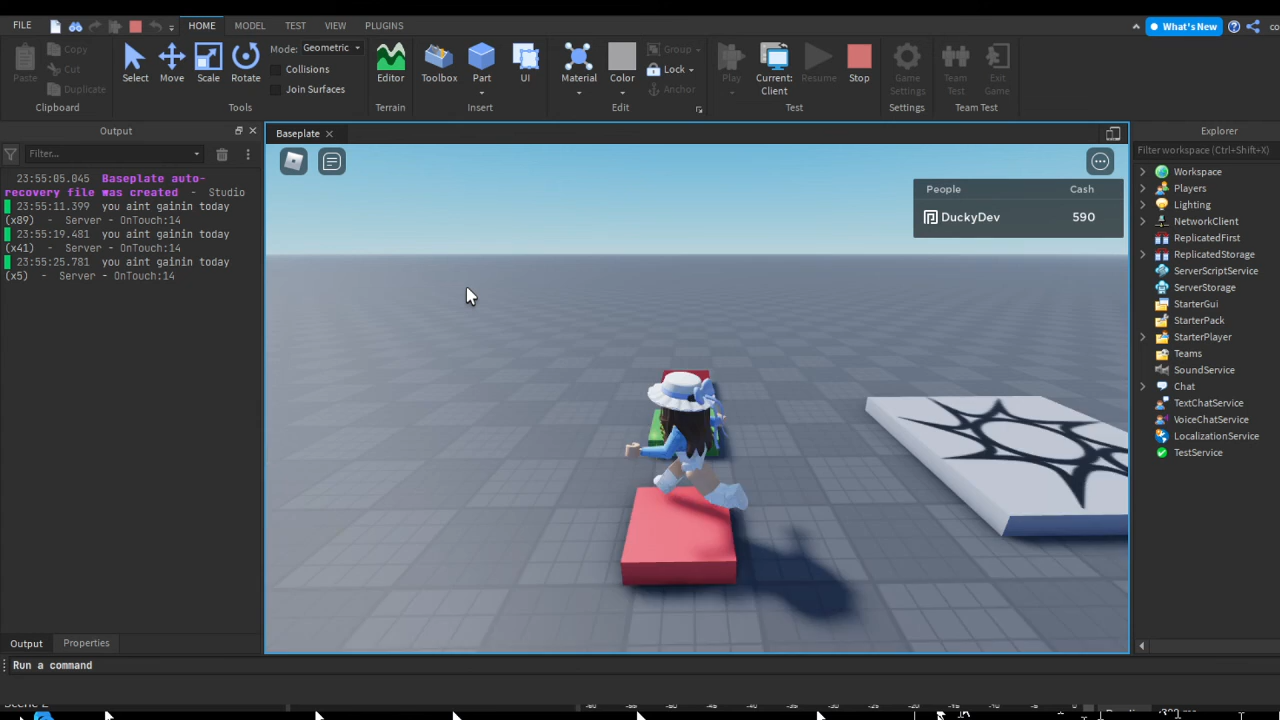 FILE HOME MODEL TEST VIEW PLUGINS What's New
Paste Copy Cut Duplicate Clipboard
Select Move Scale Rotate Mode: Geometric Collisions Join Surfaces Tools
Editor Terrain
Toolbox Part UI Insert
Material Color Group Lock Anchor Edit
Play Current: Client Resume Stop Test
Game Settings Settings
Team Test Exit Game Team Test
Output
Filter...
23:55:05.045 Baseplate auto-
recovery file was created - Studio
23:55:11.399 you aint gainin today
(x89) - Server - OnTouch:14
23:55:19.481 you aint gainin today
(x41) - Server - OnTouch:14
23:55:25.781 you aint gainin today
(x5) - Server - OnTouch:14
Output Properties
Run a command
Baseplate
People Cash
DuckyDev 590
Explorer
Filter workspace (Ctrl+Shift+X)
Workspace
Players
Lighting
NetworkClient
ReplicatedFirst
ReplicatedStorage
ServerScriptService
ServerStorage
StarterGui
StarterPack
StarterPlayer
Teams
SoundService
Chat
TextChatService
VoiceChatService
LocalizationService
TestService